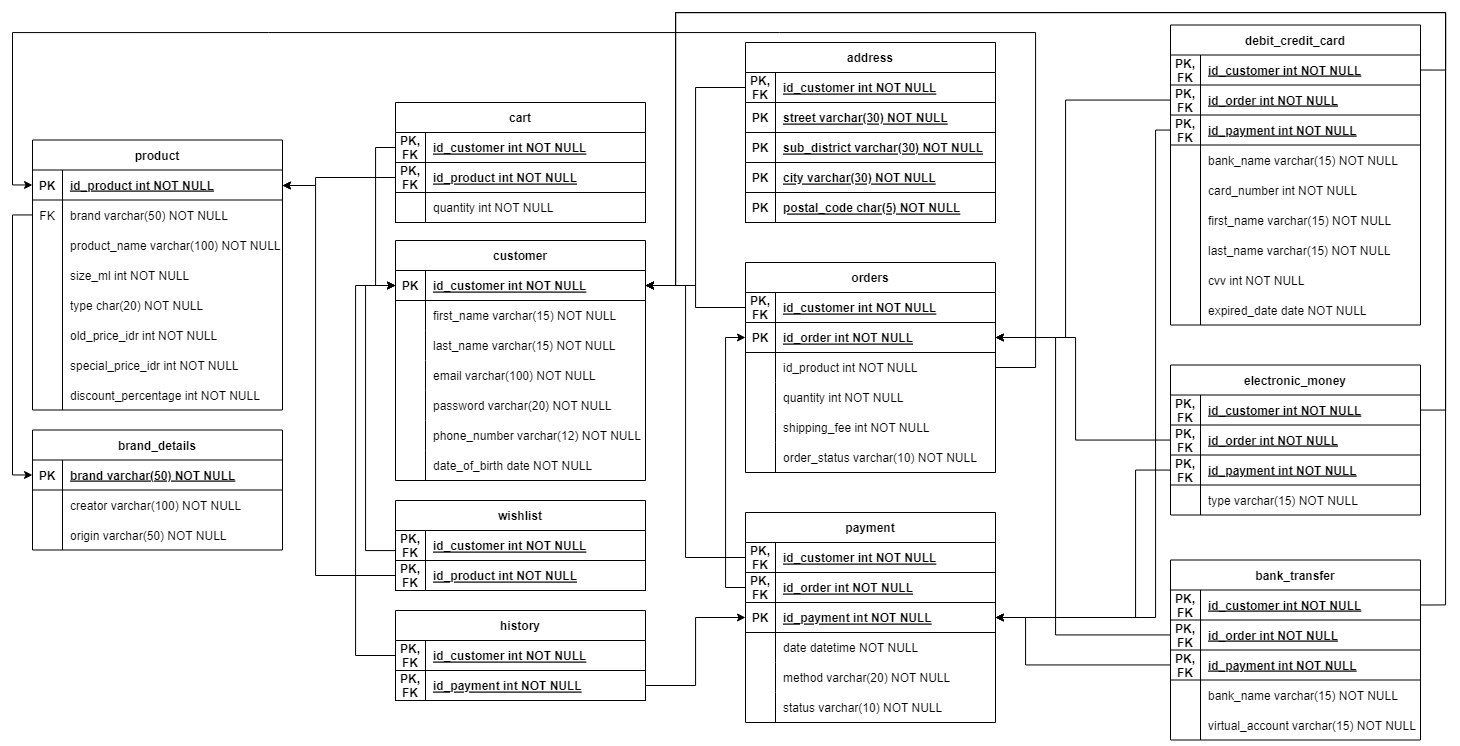 product
PK id_product int NOT NULL
FK brand varchar(50) NOT NULL
product_name varchar(100) NOT NULL
size_ml int NOT NULL
type char(20) NOT NULL
old_price_idr int NOT NULL
special_price_idr int NOT NULL
discount_percentage int NOT NULL
brand_details
PK brand varchar(50) NOT NULL
creator varchar(100) NOT NULL
origin varchar(50) NOT NULL
cart
PK, FK id_customer int NOT NULL
PK, FK id_product int NOT NULL
quantity int NOT NULL
customer
PK id_customer int NOT NULL
first_name varchar(15) NOT NULL
last_name varchar(15) NOT NULL
email varchar(100) NOT NULL
password varchar(20) NOT NULL
phone_number varchar(12) NOT NULL
date_of_birth date NOT NULL
wishlist
PK, FK id_customer int NOT NULL
PK, FK id_product int NOT NULL
history
PK, FK id_customer int NOT NULL
PK, FK id_payment int NOT NULL
address
PK, FK id_customer int NOT NULL
PK street varchar(30) NOT NULL
PK sub_district varchar(30) NOT NULL
PK city varchar(30) NOT NULL
PK postal_code char(5) NOT NULL
orders
PK, FK id_customer int NOT NULL
PK id_order int NOT NULL
id_product int NOT NULL
quantity int NOT NULL
shipping_fee int NOT NULL
order_status varchar(10) NOT NULL
payment
PK, FK id_customer int NOT NULL
PK, FK id_order int NOT NULL
PK id_payment int NOT NULL
date datetime NOT NULL
method varchar(20) NOT NULL
status varchar(10) NOT NULL
debit_credit_card
PK, FK id_customer int NOT NULL
PK, FK id_order int NOT NULL
PK, FK id_payment int NOT NULL
bank_name varchar(15) NOT NULL
card_number int NOT NULL
first_name varchar(15) NOT NULL
last_name varchar(15) NOT NULL
cvv int NOT NULL
expired_date date NOT NULL
electronic_money
PK, FK id_customer int NOT NULL
PK, FK id_order int NOT NULL
PK, FK id_payment int NOT NULL
type varchar(15) NOT NULL
bank_transfer
PK, FK id_customer int NOT NULL
PK, FK id_order int NOT NULL
PK, FK id_payment int NOT NULL
bank_name varchar(15) NOT NULL
virtual_account varchar(15) NOT NULL